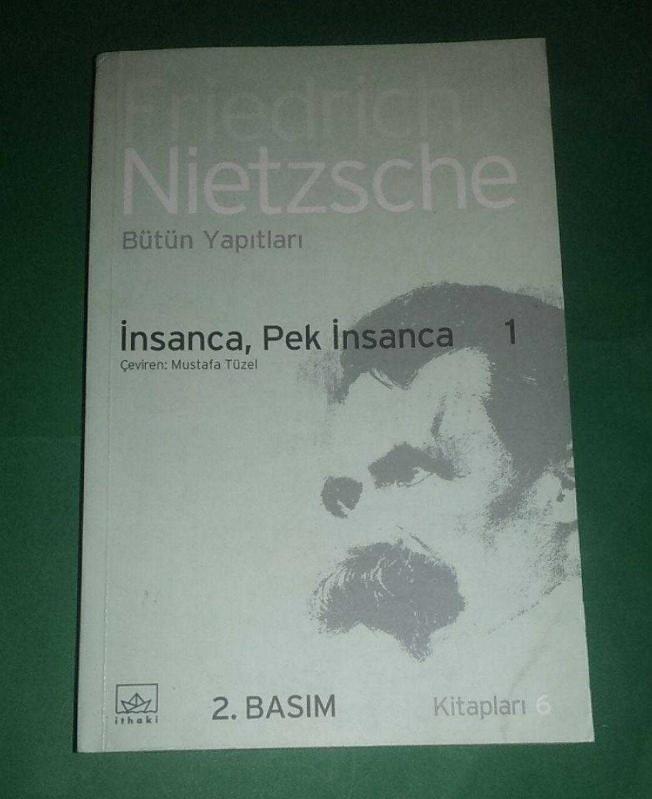 Friedrich
Nietzsche
Bütün Yapıtları
İnsanca, Pek İnsanca 1
Çeviren: Mustafa Tüzel
ithaki
2. BASIM
Kitapları 6